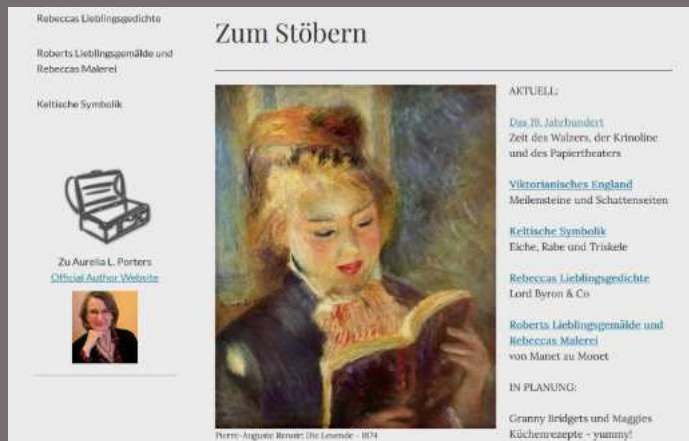 Rebeccas Lieblingsgedichte
Roberts Lieblingsgemälde und
Rebeccas Malerei
Keltische Symbolik
Zu Aurelia L. Porters
Official Author Website
Zum Stöbern
Pierre-Auguste Renoir: Die Lesende - 1874
AKTUELL:
Das 19. Jahrhundert
Zeit des Walzers, der Krinoline
und des Papiertheaters
Viktorianisches England
Meilensteine und Schattenseiten
Keltische Symbolik
Eiche, Rabe und Triskele
Rebeccas Lieblingsgedichte
Lord Byron & Co
Roberts Lieblingsgemälde und
Rebeccas Malerei
von Manet zu Monet
IN PLANUNG:
Granny Bridgets und Maggies
Küchenrezepte - yummy!